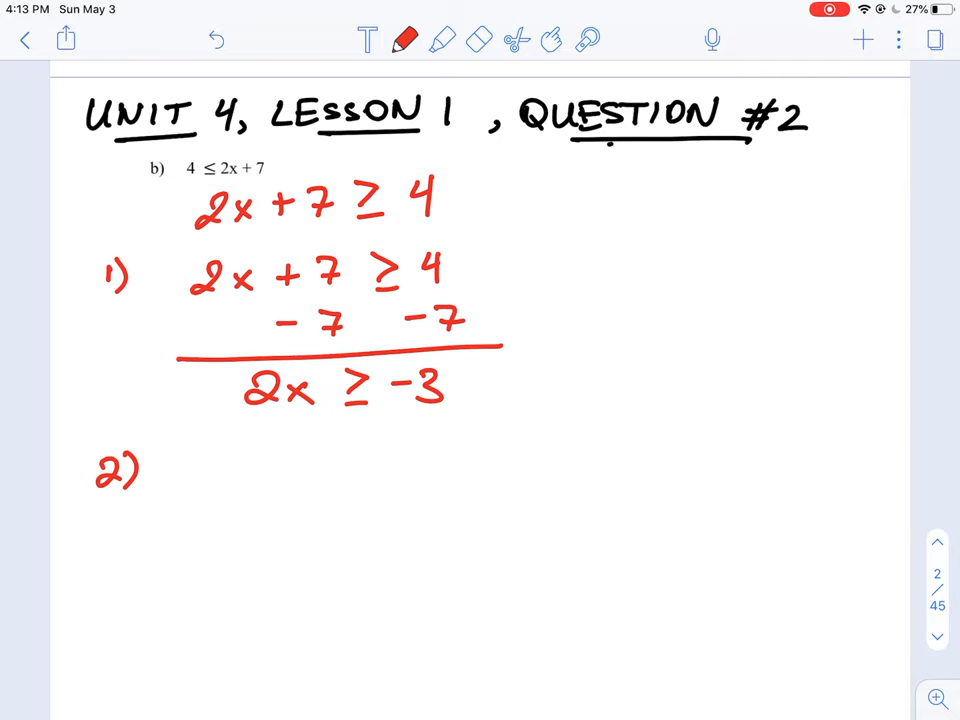 4:13 PM Sun May 3
27%
T
UNIT 4, LESSON 1, QUESTION #2
b) 4 ≤ 2x + 7
2x + 7 ≥ 4
1) 2x + 7 ≥ 4
- 7 -7
2x ≥ -3
2)
2
/
45